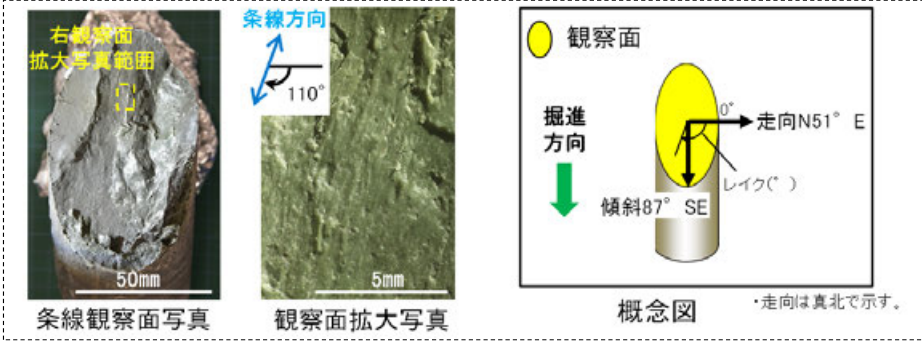 右観察面
拡大写真範囲
50mm
条線観察面写真
条線方向
110°
5mm
観察面拡大写真
観察面
掘進
方向
0°
走向N51° E
レイク(°)
傾斜87° SE
概念図
・走向は真北で示す。